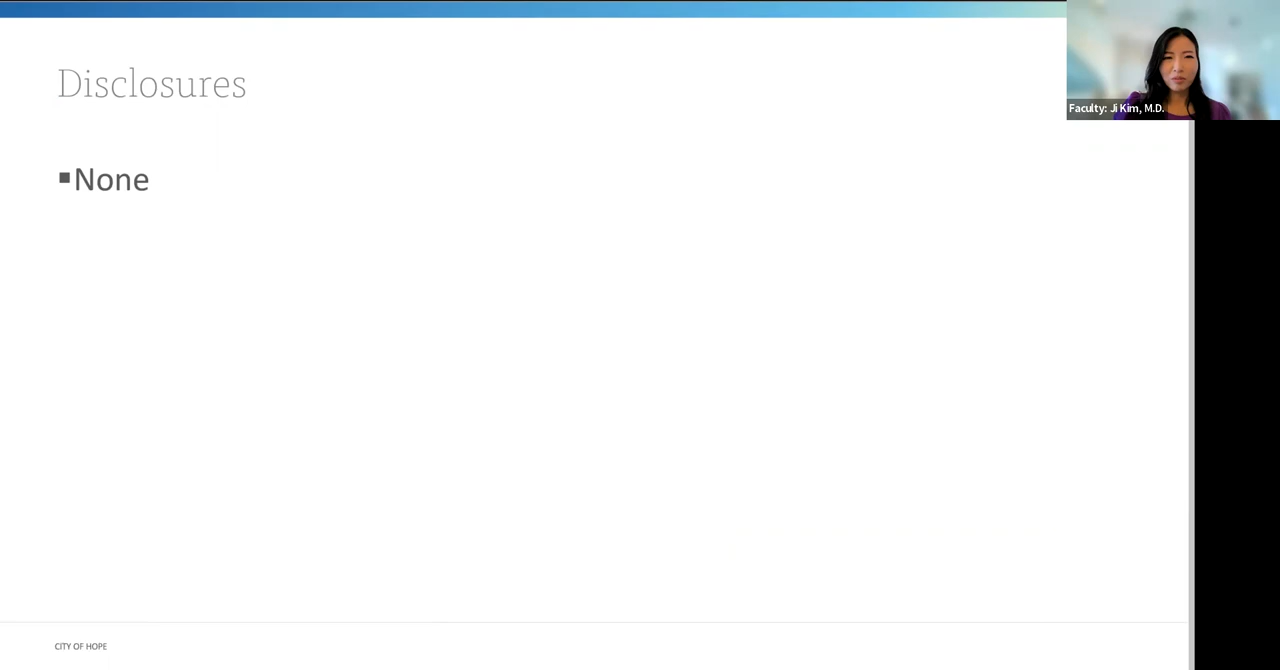 Disclosures
Faculty: Ji Kim, M.D.
▪None
CITY OF HOPE